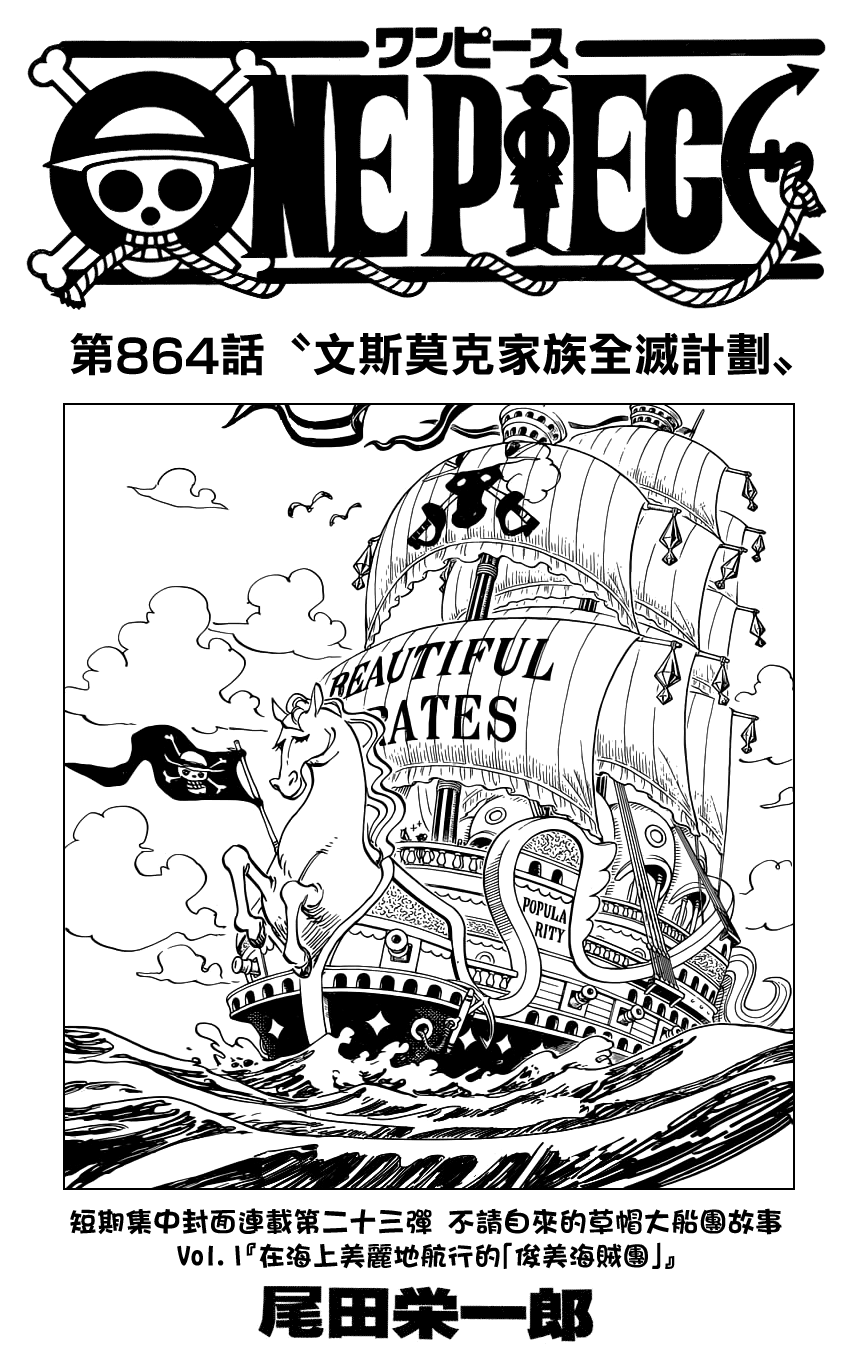 ワンピース
ONE PIECE
第864話〝文斯莫克家族全滅計劃〟
BEAUTIFUL
RATES
POPULA
RITY
短期集中封面連載第二十三彈 不請自來的草帽大船團故事
Vol.1『在海上美麗地航行的「俊美海賊團」』
尾田栄一郎